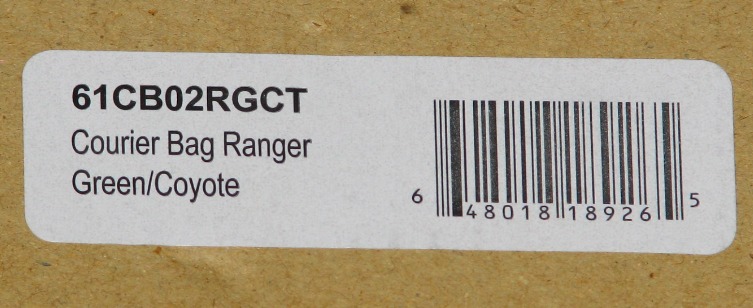 61CB02RGCT
Courier Bag Ranger
Green/Coyote
6 48018 18926 5